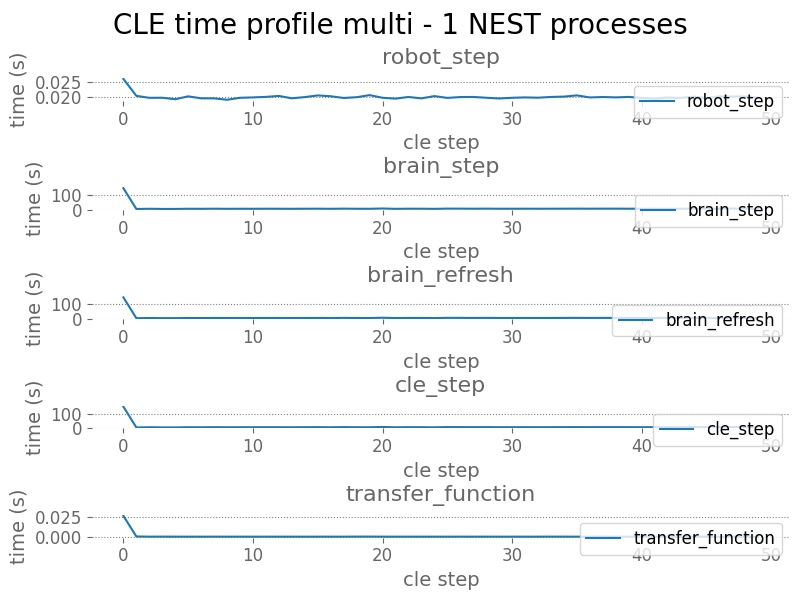 CLE time profile multi - 1 NEST processes
robot_step
time (s)
0.025
0.020
robot_step
0 10 20 30 40 50
cle step
brain_step
time (s)
100
0
brain_step
0 10 20 30 40 50
cle step
brain_refresh
time (s)
100
0
brain_refresh
0 10 20 30 40 50
cle step
cle_step
time (s)
100
0
cle_step
0 10 20 30 40 50
cle step
transfer_function
time (s)
0.025
0.000
transfer_function
0 10 20 30 40 50
cle step